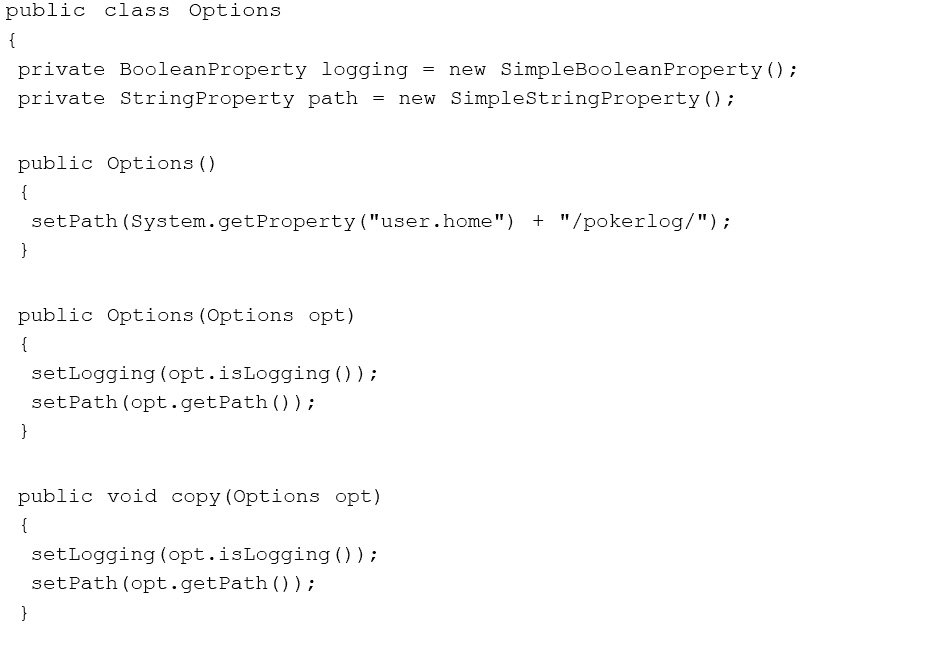 public class Options
{
private BooleanProperty logging = new SimpleBooleanProperty();
private StringProperty path = new SimpleStringProperty();
public Options()
{
setPath(System.getProperty("user.home") + "/pokerlog/");
}
public Options(Options opt)
{
setLogging(opt.isLogging());
setPath(opt.getPath());
}
public void copy(Options opt)
{
setLogging(opt.isLogging());
setPath(opt.getPath());
}